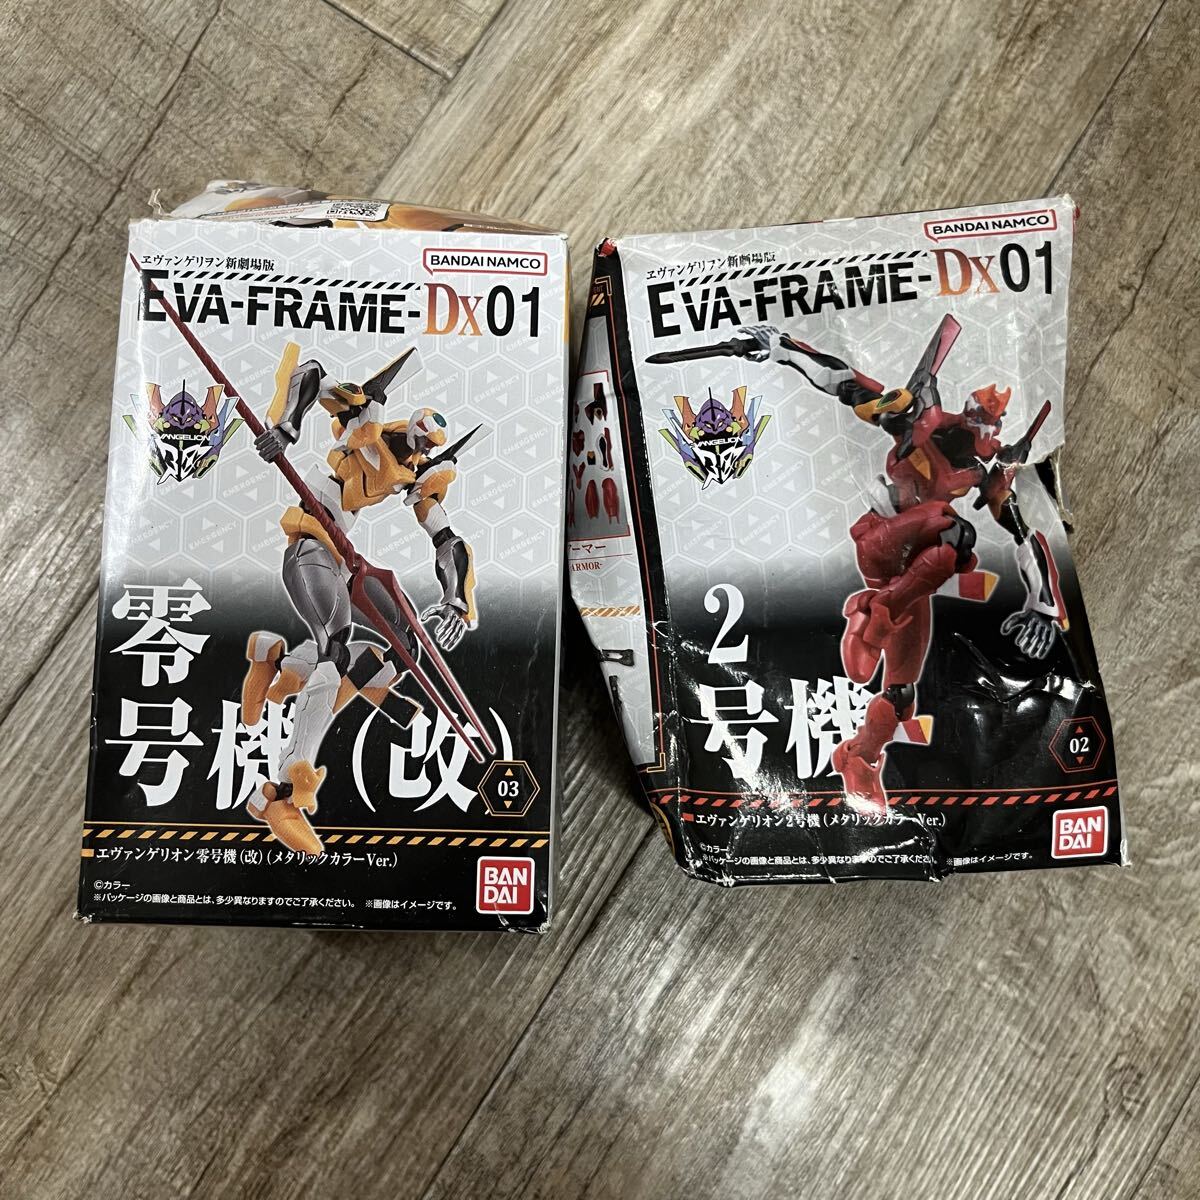 ヱヴァンゲリヲン新劇場版
BANDAI NAMCO
EVA-FRAME-DX01
EVANGELION
EMERGENCY
零号機(改)
03
エヴァンゲリオン零号機(改)(メタリックカラーVer.)
©カラー
※パッケージの画像と商品とは、多少異なりますのでご了承ください。 ※画像はイメージです。
BAN
DAI
ヱヴァンゲリヲン新劇場版
BANDAI NAMCO
EVA-FRAME-DX01
EVANGELION
2号機
02
ーマー
ARMOR-
エヴァンゲリオン2号機(メタリックカラーVer.)
©カラー
※パッケージの画像と商品とは、多少異なりますのでご了承ください。 ※画像はイメージです。
BAN
DAI